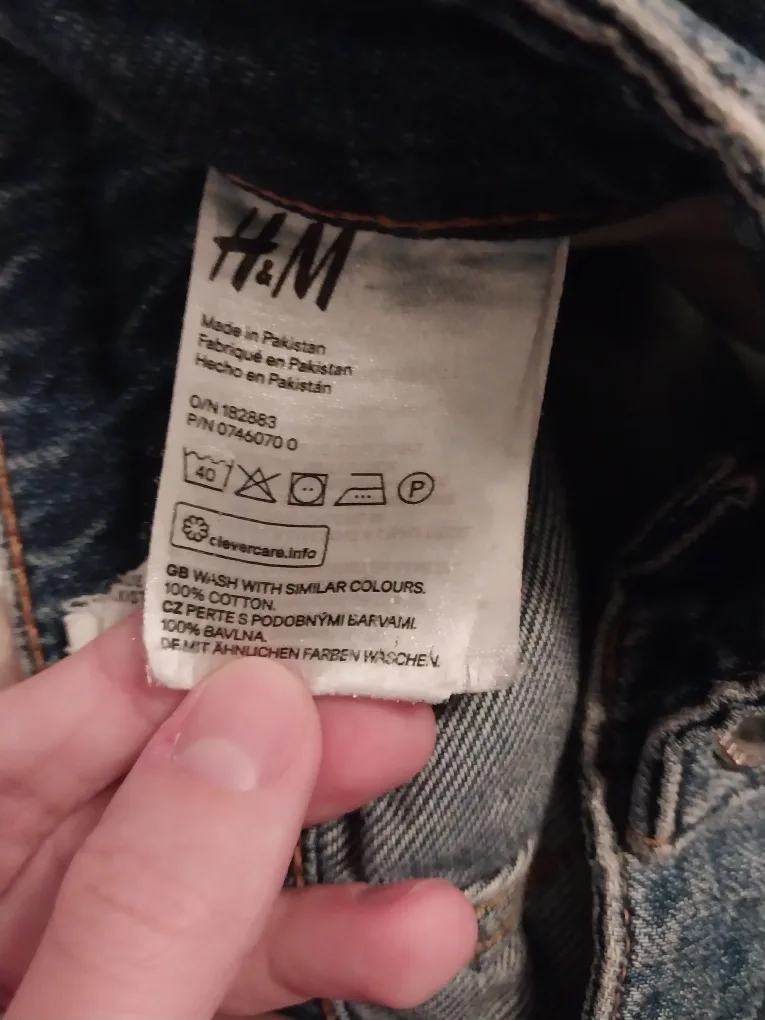 H&M
Made in Pakistan
Fabriqué en Pakistan
Hecho en Pakistán
O/N 182883
P/N 0746070 0
40 P
clevercare.info
GB WASH WITH SIMILAR COLOURS.
100% COTTON.
CZ PERTE S PODOBNÝMI BARVAMI.
100% BAVLNA.
DE MIT ÄHNLICHEN FARBEN WASCHEN.